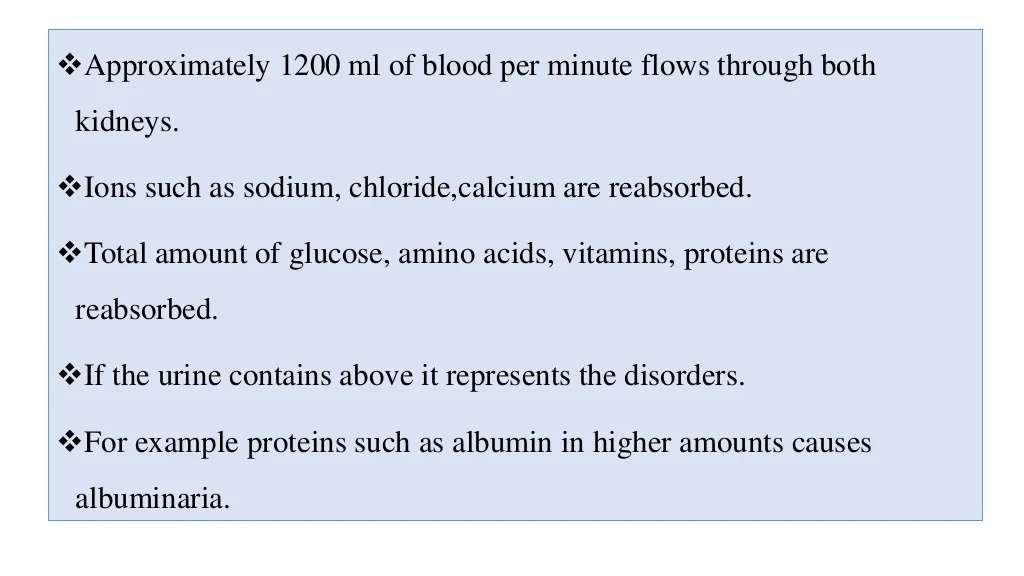 ❖Approximately 1200 ml of blood per minute flows through both
kidneys.
❖Ions such as sodium, chloride,calcium are reabsorbed.
❖Total amount of glucose, amino acids, vitamins, proteins are
reabsorbed.
❖If the urine contains above it represents the disorders.
❖For example proteins such as albumin in higher amounts causes
albuminaria.